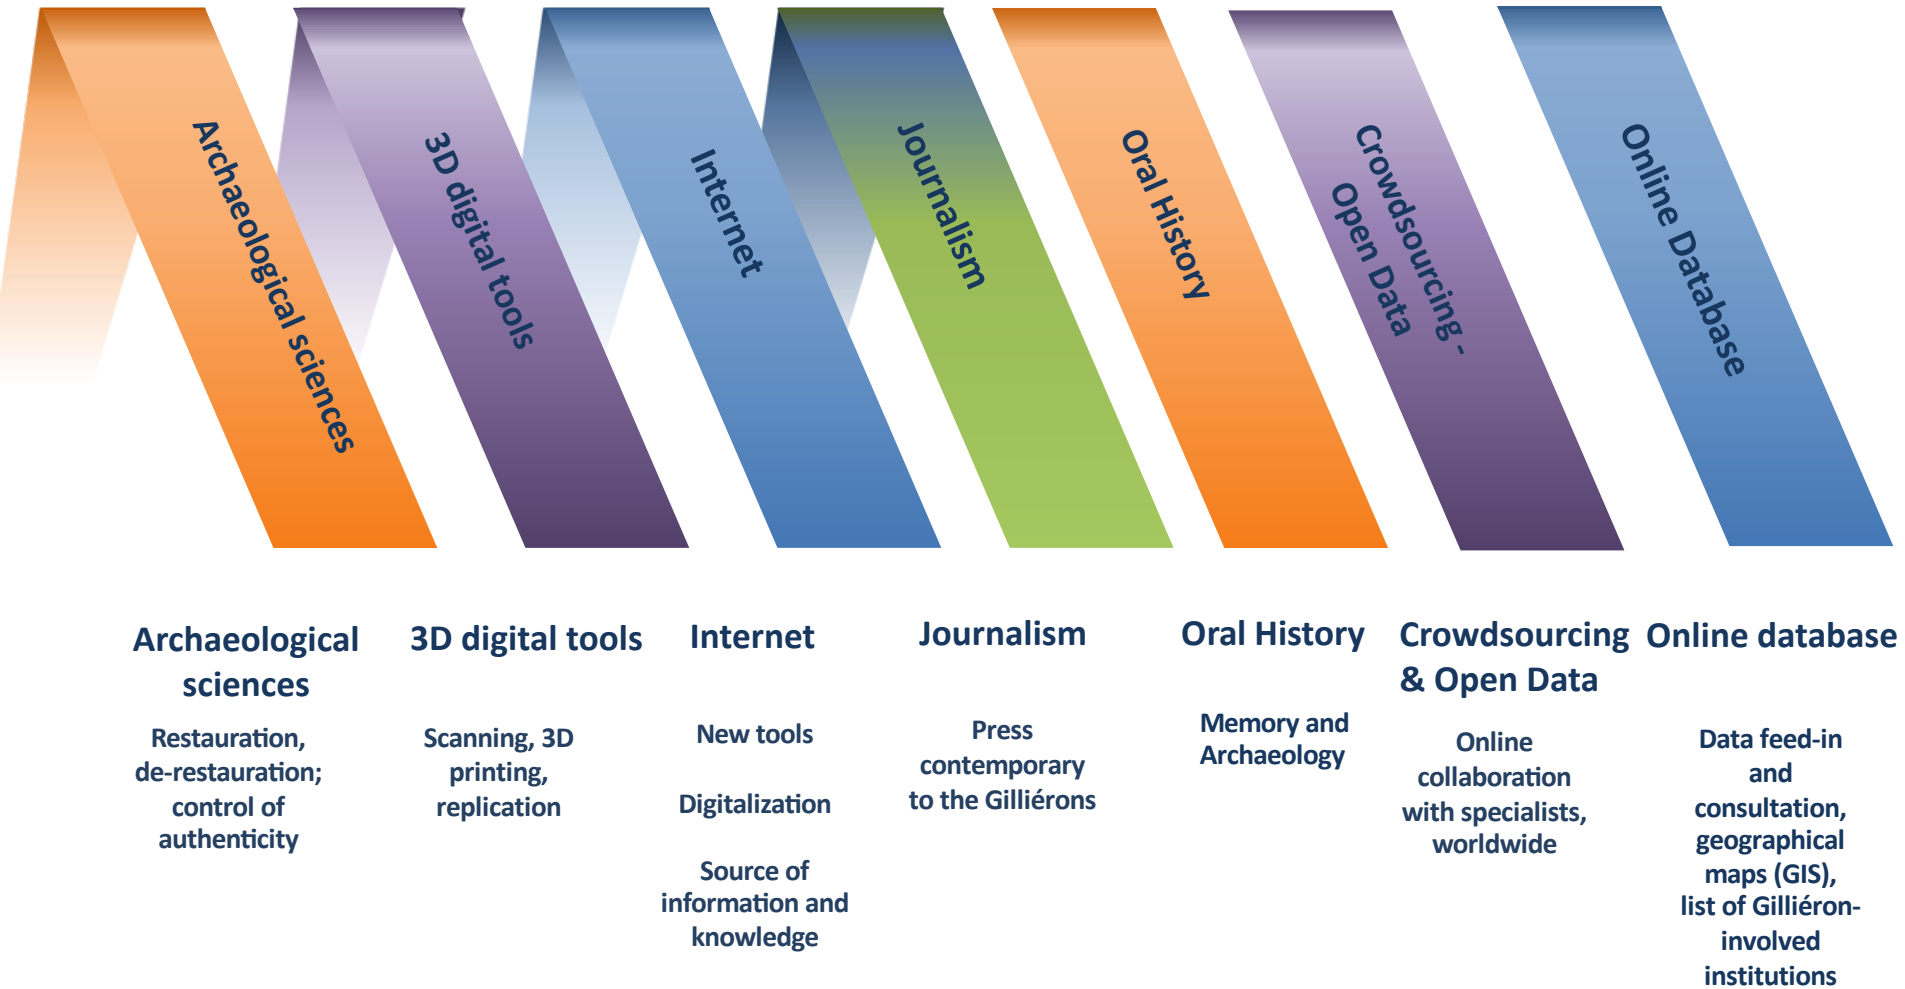 Archaeological sciences
3D digital tools
Internet
Journalism
Oral History
Crowdsourcing -
Open Data
Online Database
Archaeological
sciences
Restauration,
de-restauration;
control of
authenticity
3D digital tools
Scanning, 3D
printing,
replication
Internet
New tools
Digitalization
Source of
information and
knowledge
Journalism
Press
contemporary
to the Gilliérons
Oral History
Memory and
Archaeology
Crowdsourcing
& Open Data
Online
collaboration
with specialists,
worldwide
Online database
Data feed-in
and
consultation,
geographical
maps (GIS),
list of Gilliéron-
involved
institutions